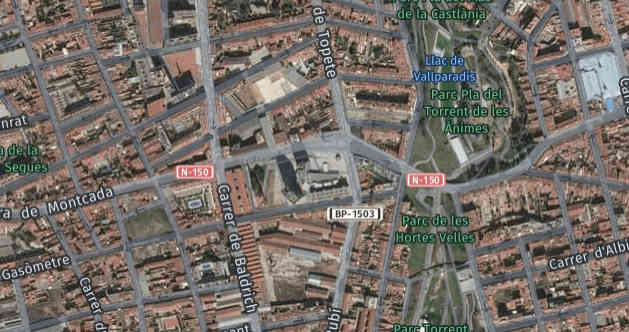 de la Castlània
de Topete
Llac de
Vallparadís
Parc Pla del
Torrent de les
Ànimes
nrat
a de la
Segués
N-150
N-150
ra de Montcada
BP-1503
Carrer de Baldrich
Parc de les
Hortes Velles
Gasòmetre
Carrer d'Albi
Carrer d
Parc Torrent